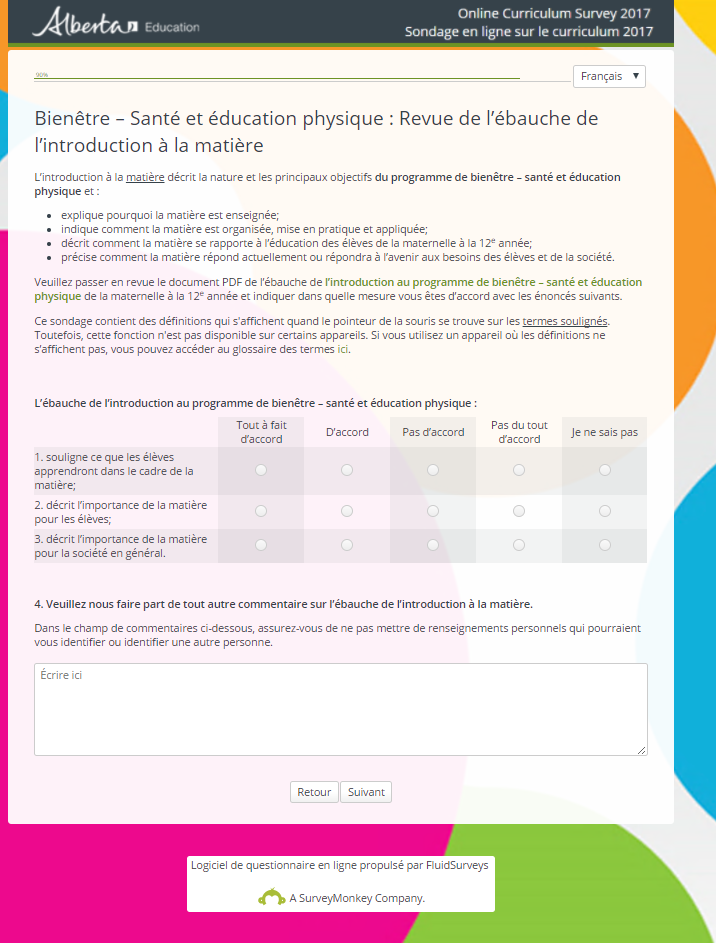 Alberta Education
Online Curriculum Survey 2017
Sondage en ligne sur le curriculum 2017
90%
Français ▼
Bienêtre – Santé et éducation physique : Revue de l'ébauche de
l'introduction à la matière
L'introduction à la matière décrit la nature et les principaux objectifs du programme de bienêtre – santé et éducation
physique et :
• explique pourquoi la matière est enseignée;
• indique comment la matière est organisée, mise en pratique et appliquée;
• décrit comment la matière se rapporte à l'éducation des élèves de la maternelle à la 12e année;
• précise comment la matière répond actuellement ou répondra à l'avenir aux besoins des élèves et de la société.
Veuillez passer en revue le document PDF de l'ébauche de l'introduction au programme de bienêtre – santé et éducation
physique de la maternelle à la 12e année et indiquer dans quelle mesure vous êtes d'accord avec les énoncés suivants.
Ce sondage contient des définitions qui s'affichent quand le pointeur de la souris se trouve sur les termes soulignés.
Toutefois, cette fonction n'est pas disponible sur certains appareils. Si vous utilisez un appareil où les définitions ne
s'affichent pas, vous pouvez accéder au glossaire des termes ici.
L'ébauche de l'introduction au programme de bienêtre – santé et éducation physique :
Tout à fait
d'accord
D'accord
Pas d'accord
Pas du tout
d'accord
Je ne sais pas
1. souligne ce que les élèves
apprendront dans le cadre de la
matière;
2. décrit l'importance de la matière
pour les élèves;
3. décrit l'importance de la matière
pour la société en général.
4. Veuillez nous faire part de tout autre commentaire sur l'ébauche de l'introduction à la matière.
Dans le champ de commentaires ci-dessous, assurez-vous de ne pas mettre de renseignements personnels qui pourraient
vous identifier ou identifier une autre personne.
Écrire ici
Retour
Suivant
Logiciel de questionnaire en ligne propulsé par FluidSurveys
A SurveyMonkey Company.